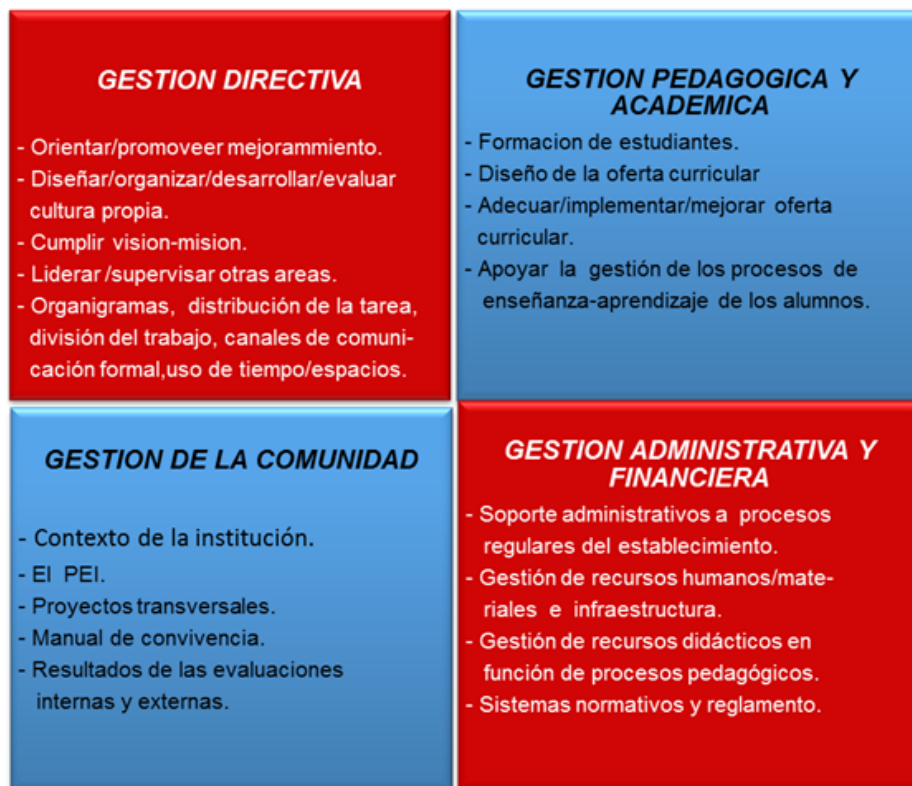 GESTION DIRECTIVA
- Orientar/promoveer mejorammiento.
- Diseñar/organizar/desarrollar/evaluar
cultura propia.
- Cumplir vision-mision.
- Liderar /supervisar otras areas.
- Organigramas, distribución de la tarea,
división del trabajo, canales de comuni-
cación formal,uso de tiempo/espacios.
GESTION PEDAGOGICA Y
ACADEMICA
- Formacion de estudiantes.
- Diseño de la oferta curricular
- Adecuar/implementar/mejorar oferta
curricular.
- Apoyar la gestión de los procesos de
enseñanza-aprendizaje de los alumnos.
GESTION DE LA COMUNIDAD
- Contexto de la institución.
- El PEI.
- Proyectos transversales.
- Manual de convivencia.
- Resultados de las evaluaciones
internas y externas.
GESTION ADMINISTRATIVA Y
FINANCIERA
- Soporte administrativos a procesos
regulares del establecimiento.
- Gestión de recursos humanos/mate-
riales e infraestructura.
- Gestión de recursos didácticos en
función de procesos pedagógicos.
- Sistemas normativos y reglamento.